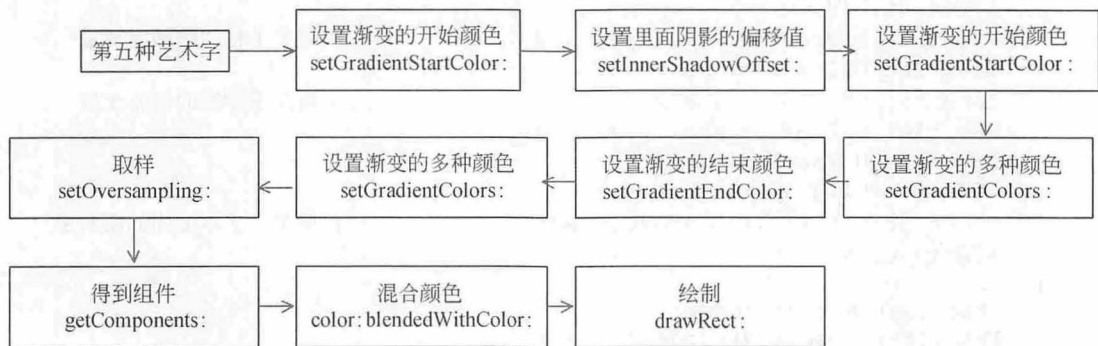 第五种艺术字
设置渐变的开始颜色
setGradientStartColor:
设置里面阴影的偏移值
setInnerShadowOffset:
设置渐变的开始颜色
setGradientStartColor:
设置渐变的多种颜色
setGradientColors:
设置渐变的结束颜色
setGradientEndColor:
设置渐变的多种颜色
setGradientColors:
取样
setOversampling:
得到组件
getComponents:
混合颜色
color:blendedWithColor:
绘制
drawRect: